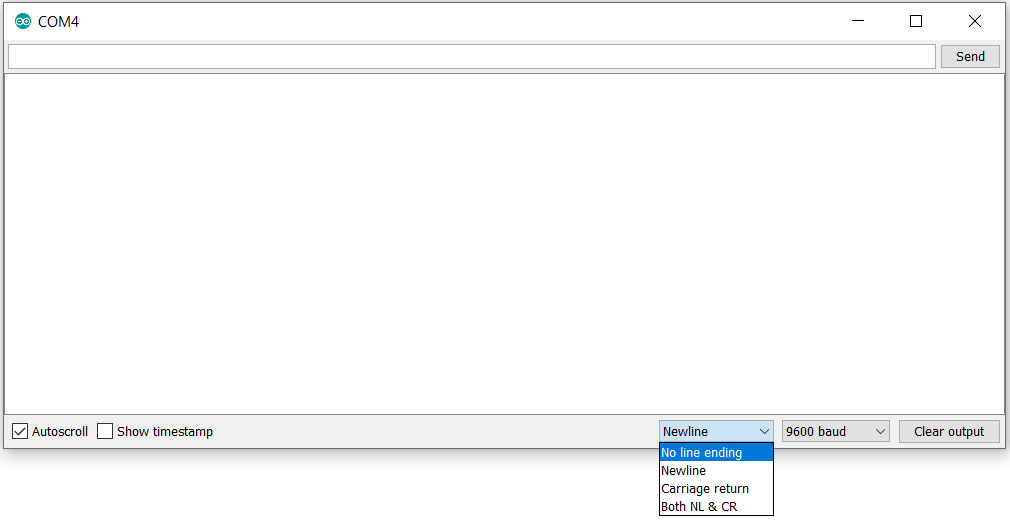 COM4
Send
Autoscroll
Show timestamp
Newline
9600 baud
Clear output
No line ending
Newline
Carriage return
Both NL & CR